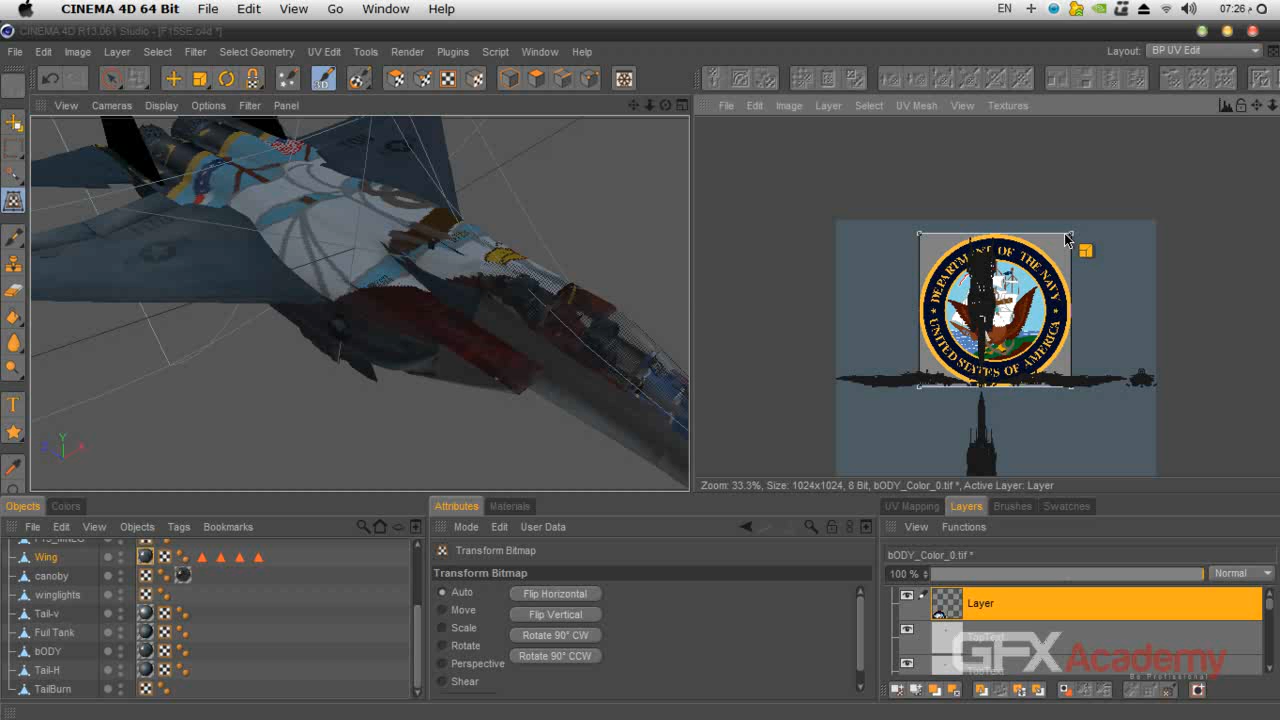 CINEMA 4D 64 Bit File Edit View Go Window Help EN 07:26 م
CINEMA 4D R13.061 Studio - [F15SE.c4d *]
File Edit Image Layer Select Filter Select Geometry UV Edit Tools Render Plugins Script Window Help Layout: BP UV Edit
3D
View Cameras Display Options Filter Panel
File Edit Image Layer Select UV Mesh View Textures
DEPARTMENT OF THE NAVY
UNITED STATES OF AMERICA
Y
T
Zoom: 33.3%, Size: 1024x1024, 8 Bit, bODY_Color_0.tif *, Active Layer: Layer
Objects Colors
Attributes Materials
UV Mapping Layers Brushes Swatches
File Edit View Objects Tags Bookmarks
Mode Edit User Data
View Functions
Wing
canoby
winglights
Tail-v
Full Tank
bODY
Tail-H
TailBurn
Transform Bitmap
Transform Bitmap
Auto Flip Horizontal
Move Flip Vertical
Scale Rotate 90° CW
Rotate Rotate 90° CCW
Perspective
Shear
bODY_Color_0.tif *
100 % Normal
Layer
TopText
TopText
GFX Academy
Be Professional